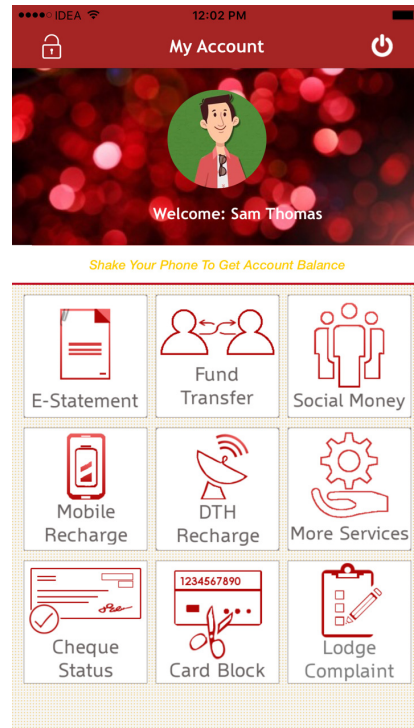 IDEA 12:02 PM
My Account
Welcome: Sam Thomas
Shake Your Phone To Get Account Balance
E-Statement
Fund
Transfer
Social Money
Mobile
Recharge
DTH
Recharge
More Services
Cheque
Status
1234567890
Card Block
Lodge
Complaint